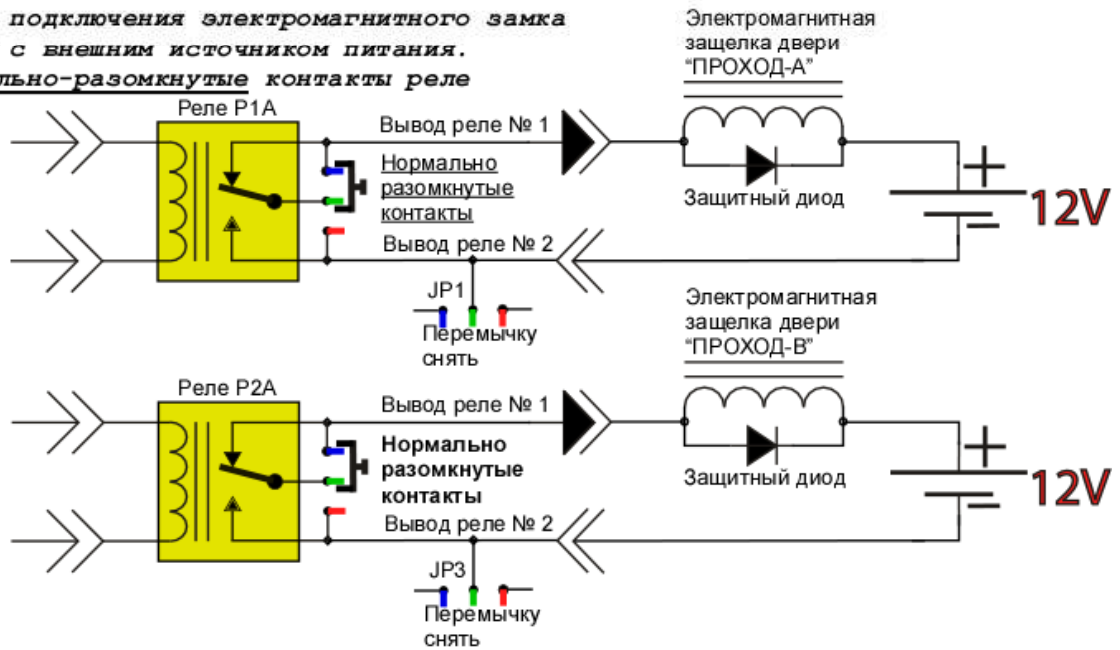 подключения электромагнитного замка
с внешним источником питания.
льно-разомкнутые контакты реле
Электромагнитная
защелка двери
“ПРОХОД-А”
Реле Р1А
Вывод реле № 1
Нормально
разомкнутые
контакты
Защитный диод
12V
Вывод реле № 2
JP1
Перемычку
снять
Электромагнитная
защелка двери
“ПРОХОД-В”
Реле Р2А
Вывод реле № 1
Нормально
разомкнутые
контакты
Защитный диод
12V
Вывод реле № 2
JP3
Перемычку
снять